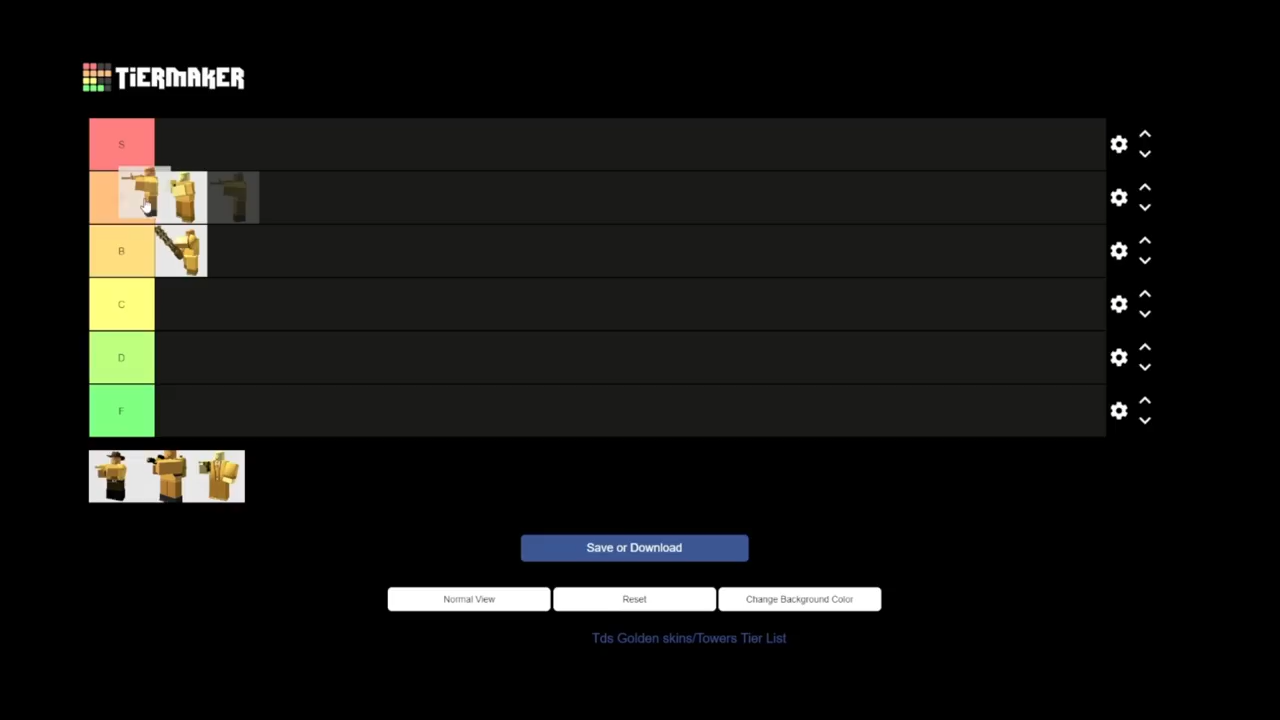 TiERMAKER
S
B
C
D
F
Save or Download
Normal View
Reset
Change Background Color
Tds Golden skins/Towers Tier List